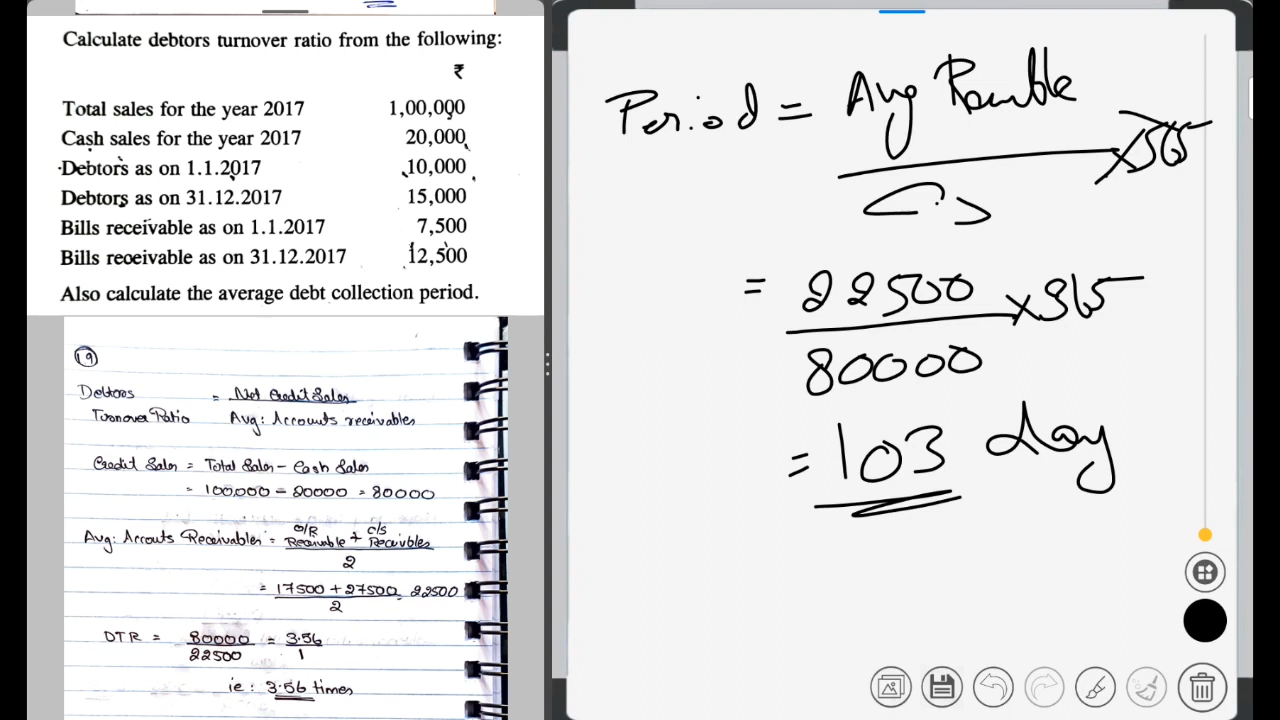 Calculate debtors turnover ratio from the following:
₹
Total sales for the year 2017 1,00,000
Cash sales for the year 2017 20,000
Debtors as on 1.1.2017 10,000
Debtors as on 31.12.2017 15,000
Bills receivable as on 1.1.2017 7,500
Bills receivable as on 31.12.2017 12,500
Also calculate the average debt collection period.
19
Debtors Turnover Ratio = Net Credit Sales
Avg: Accounts receivables
Credit Sales = Total Sales - Cash Sales
= 100,000 - 20000 = 80000
Avg: Accouts Receivables = O/R Receivable + C/S Receivbles
2
= 17500 + 27500 = 22500
2
DTR = 80000 = 3.56
22500 1
ie: 3.56 times
Period = Avg × 365
= 22500 × 365
80000
= 103 day